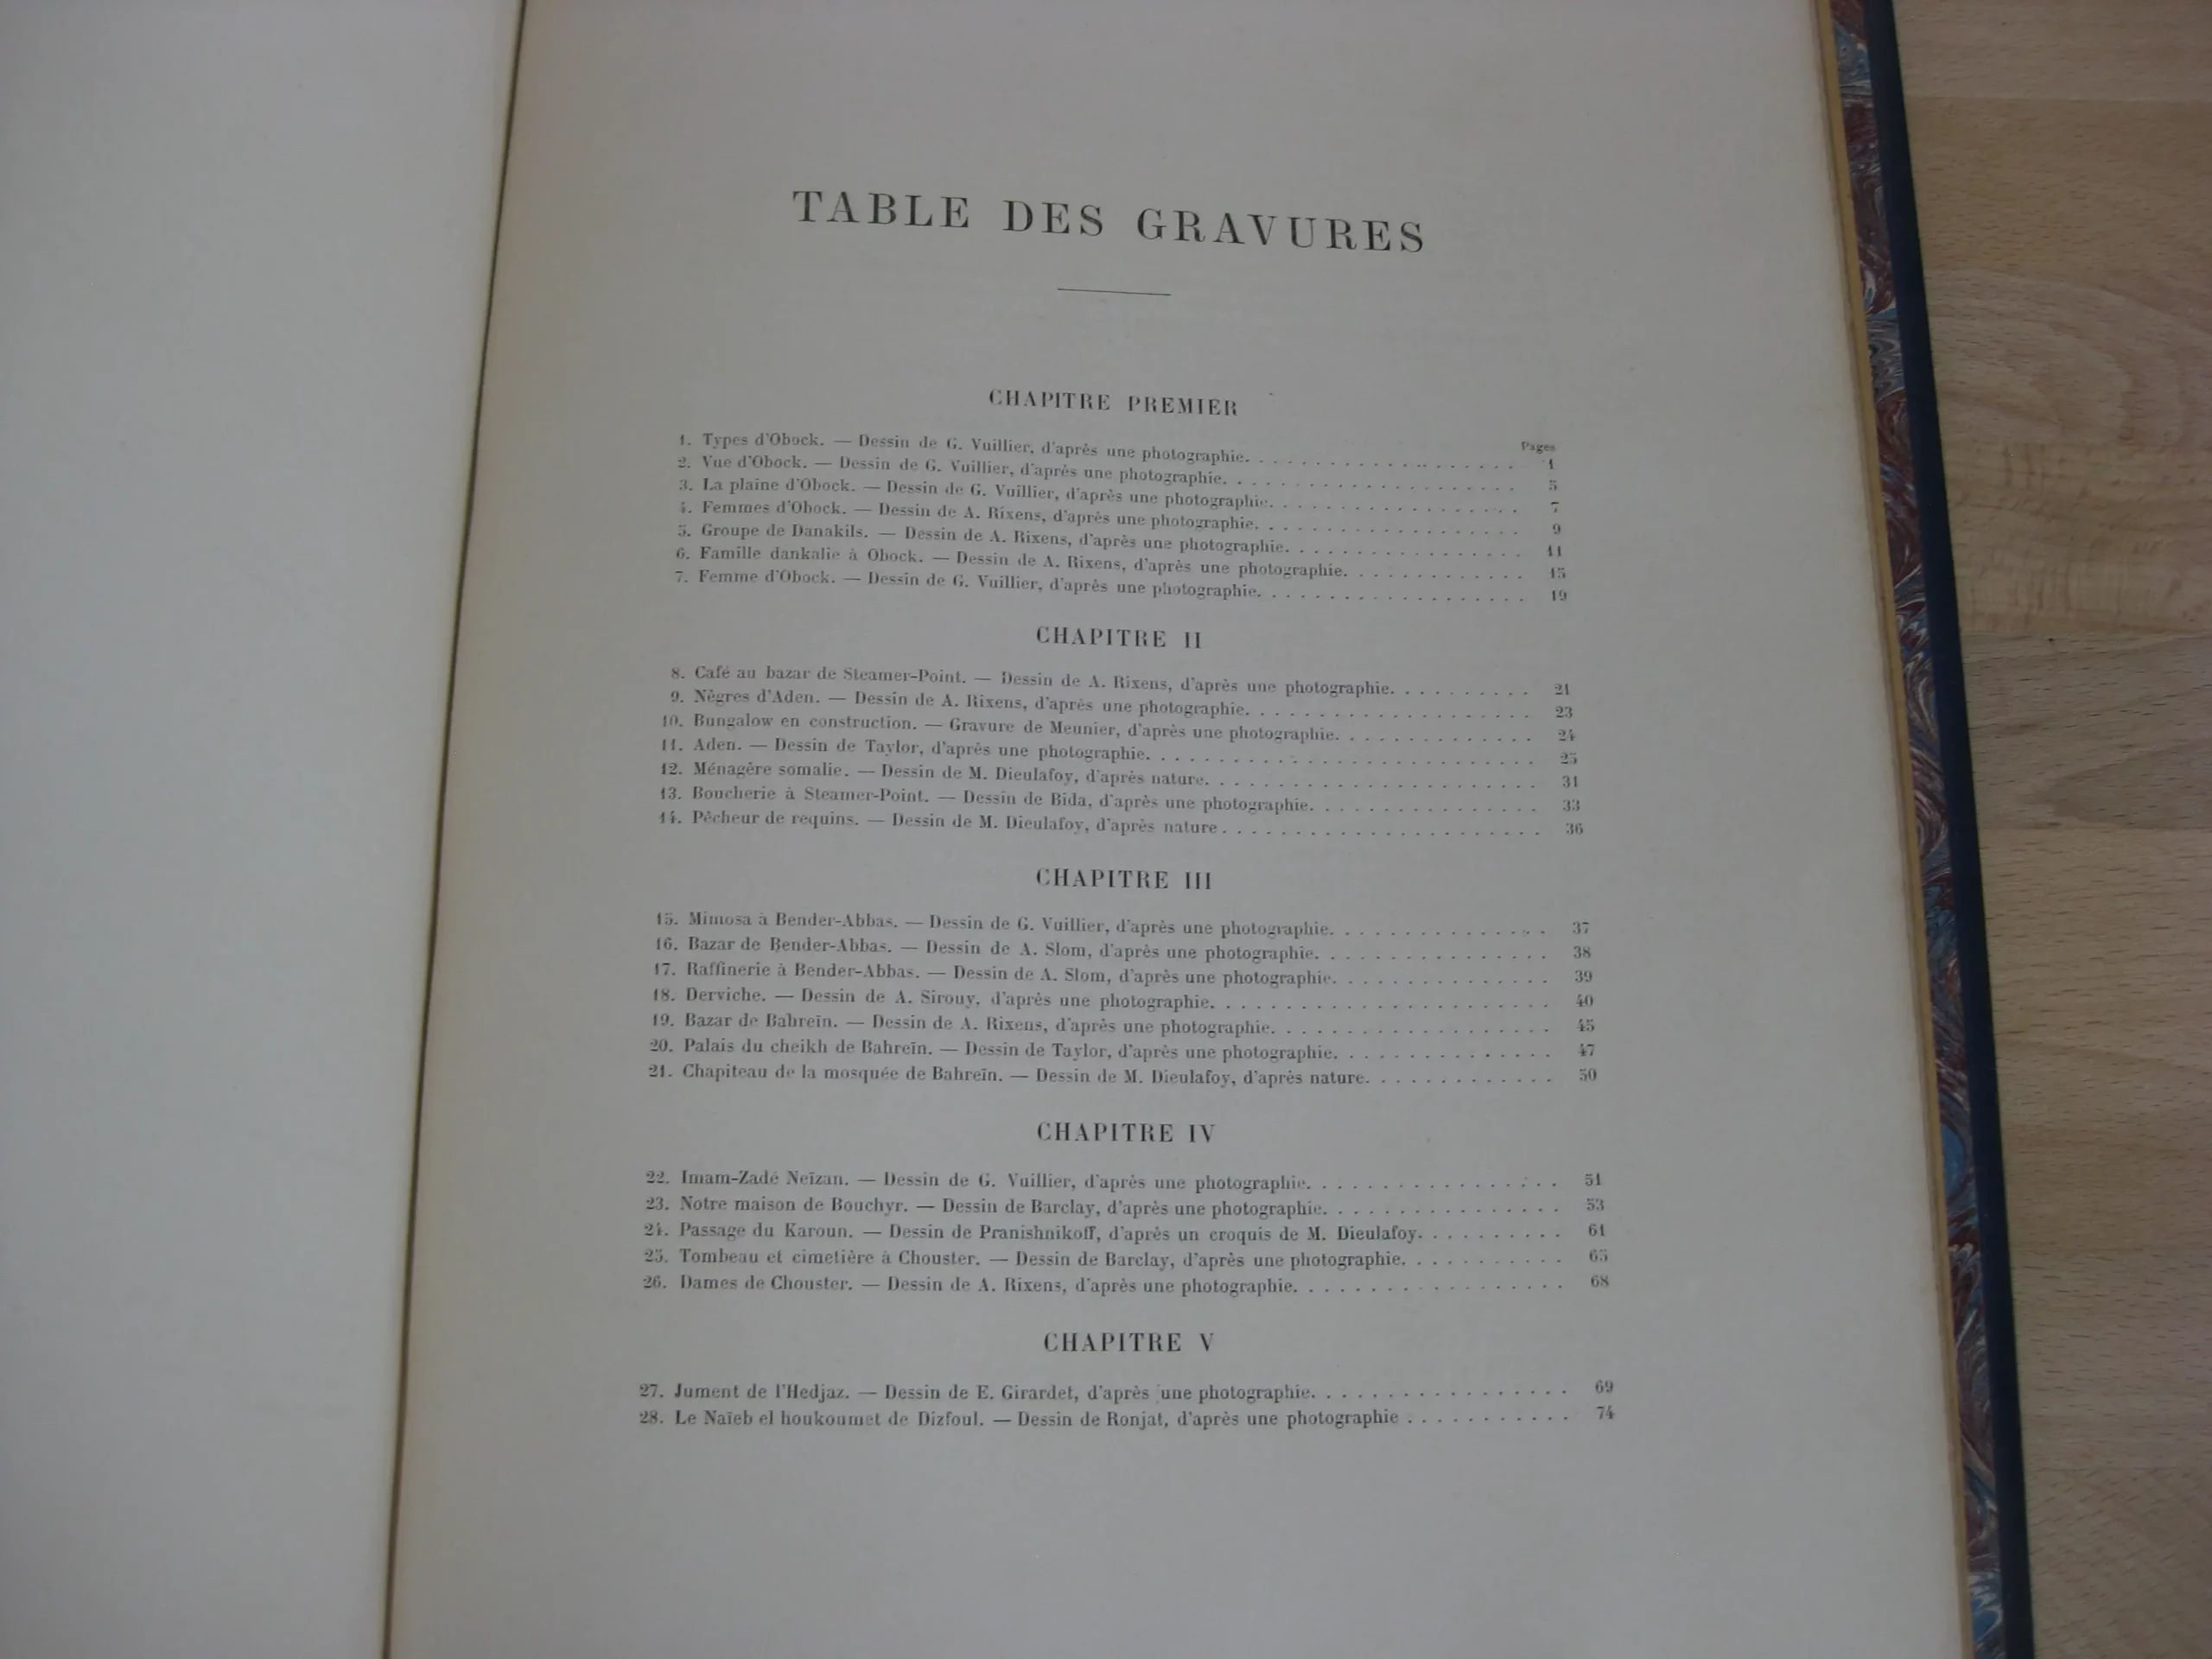 TABLE DES GRAVURES
CHAPITRE PREMIER
Pages
1. Types d'Obock. — Dessin de G. Vuillier, d'après une photographie. . . . . . . . . . . . . . . . . . 1
2. Vue d'Obock. — Dessin de G. Vuillier, d'après une photographie. . . . . . . . . . . . . . . . . . . 5
3. La plaine d'Obock. — Dessin de G. Vuillier, d'après une photographie. . . . . . . . . . . . . . . . 7
4. Femmes d'Obock. — Dessin de A. Rixens, d'après une photographie. . . . . . . . . . . . . . . . . 9
5. Groupe de Danakils. — Dessin de A. Rixens, d'après une photographie. . . . . . . . . . . . . . . 11
6. Famille dankalie à Obock. — Dessin de A. Rixens, d'après une photographie. . . . . . . . . . . . 15
7. Femme d'Obock. — Dessin de G. Vuillier, d'après une photographie. . . . . . . . . . . . . . . . . 19
CHAPITRE II
8. Café au bazar de Steamer-Point. — Dessin de A. Rixens, d'après une photographie. . . . . . . . . . 21
9. Nègres d'Aden. — Dessin de A. Rixens, d'après une photographie. . . . . . . . . . . . . . . . . . . 23
10. Bungalow en construction. — Gravure de Meunier, d'après une photographie. . . . . . . . . . . . . 24
11. Aden. — Dessin de Taylor, d'après une photographie. . . . . . . . . . . . . . . . . . . . . . . . . 25
12. Ménagère somalie. — Dessin de M. Dieulafoy, d'après nature. . . . . . . . . . . . . . . . . . . . . 31
13. Boucherie à Steamer-Point. — Dessin de Bida, d'après une photographie. . . . . . . . . . . . . . . 33
14. Pêcheur de requins. — Dessin de M. Dieulafoy, d'après nature . . . . . . . . . . . . . . . . . . . . 36
CHAPITRE III
15. Mimosa à Bender-Abbas. — Dessin de G. Vuillier, d'après une photographie. . . . . . . . . . . . . . 37
16. Bazar de Bender-Abbas. — Dessin de A. Slom, d'après une photographie. . . . . . . . . . . . . . . . 38
17. Raffinerie à Bender-Abbas. — Dessin de A. Slom, d'après une photographie. . . . . . . . . . . . . . 39
18. Derviche. — Dessin de A. Sirouy, d'après une photographie. . . . . . . . . . . . . . . . . . . . . . 40
19. Bazar de Bahreïn. — Dessin de A. Rixens, d'après une photographie. . . . . . . . . . . . . . . . . . 45
20. Palais du cheikh de Bahreïn. — Dessin de Taylor, d'après une photographie. . . . . . . . . . . . . . 47
21. Chapiteau de la mosquée de Bahreïn. — Dessin de M. Dieulafoy, d'après nature. . . . . . . . . . . . 50
CHAPITRE IV
22. Imam-Zadé Neïzan. — Dessin de G. Vuillier, d'après une photographie. . . . . . . . . . . . . . . . . 51
23. Notre maison de Bouchyr. — Dessin de Barclay, d'après une photographie. . . . . . . . . . . . . . . 53
24. Passage du Karoun. — Dessin de Pranishnikoff, d'après un croquis de M. Dieulafoy. . . . . . . . . . 61
25. Tombeau et cimetière à Chouster. — Dessin de Barclay, d'après une photographie. . . . . . . . . . . 65
26. Dames de Chouster. — Dessin de A. Rixens, d'après une photographie. . . . . . . . . . . . . . . . . 68
CHAPITRE V
27. Jument de l'Hedjaz. — Dessin de E. Girardet, d'après une photographie. . . . . . . . . . . . . . . . 69
28. Le Naïeb el houkoumet de Dizfoul. — Dessin de Ronjat, d'après une photographie . . . . . . . . . . . 74